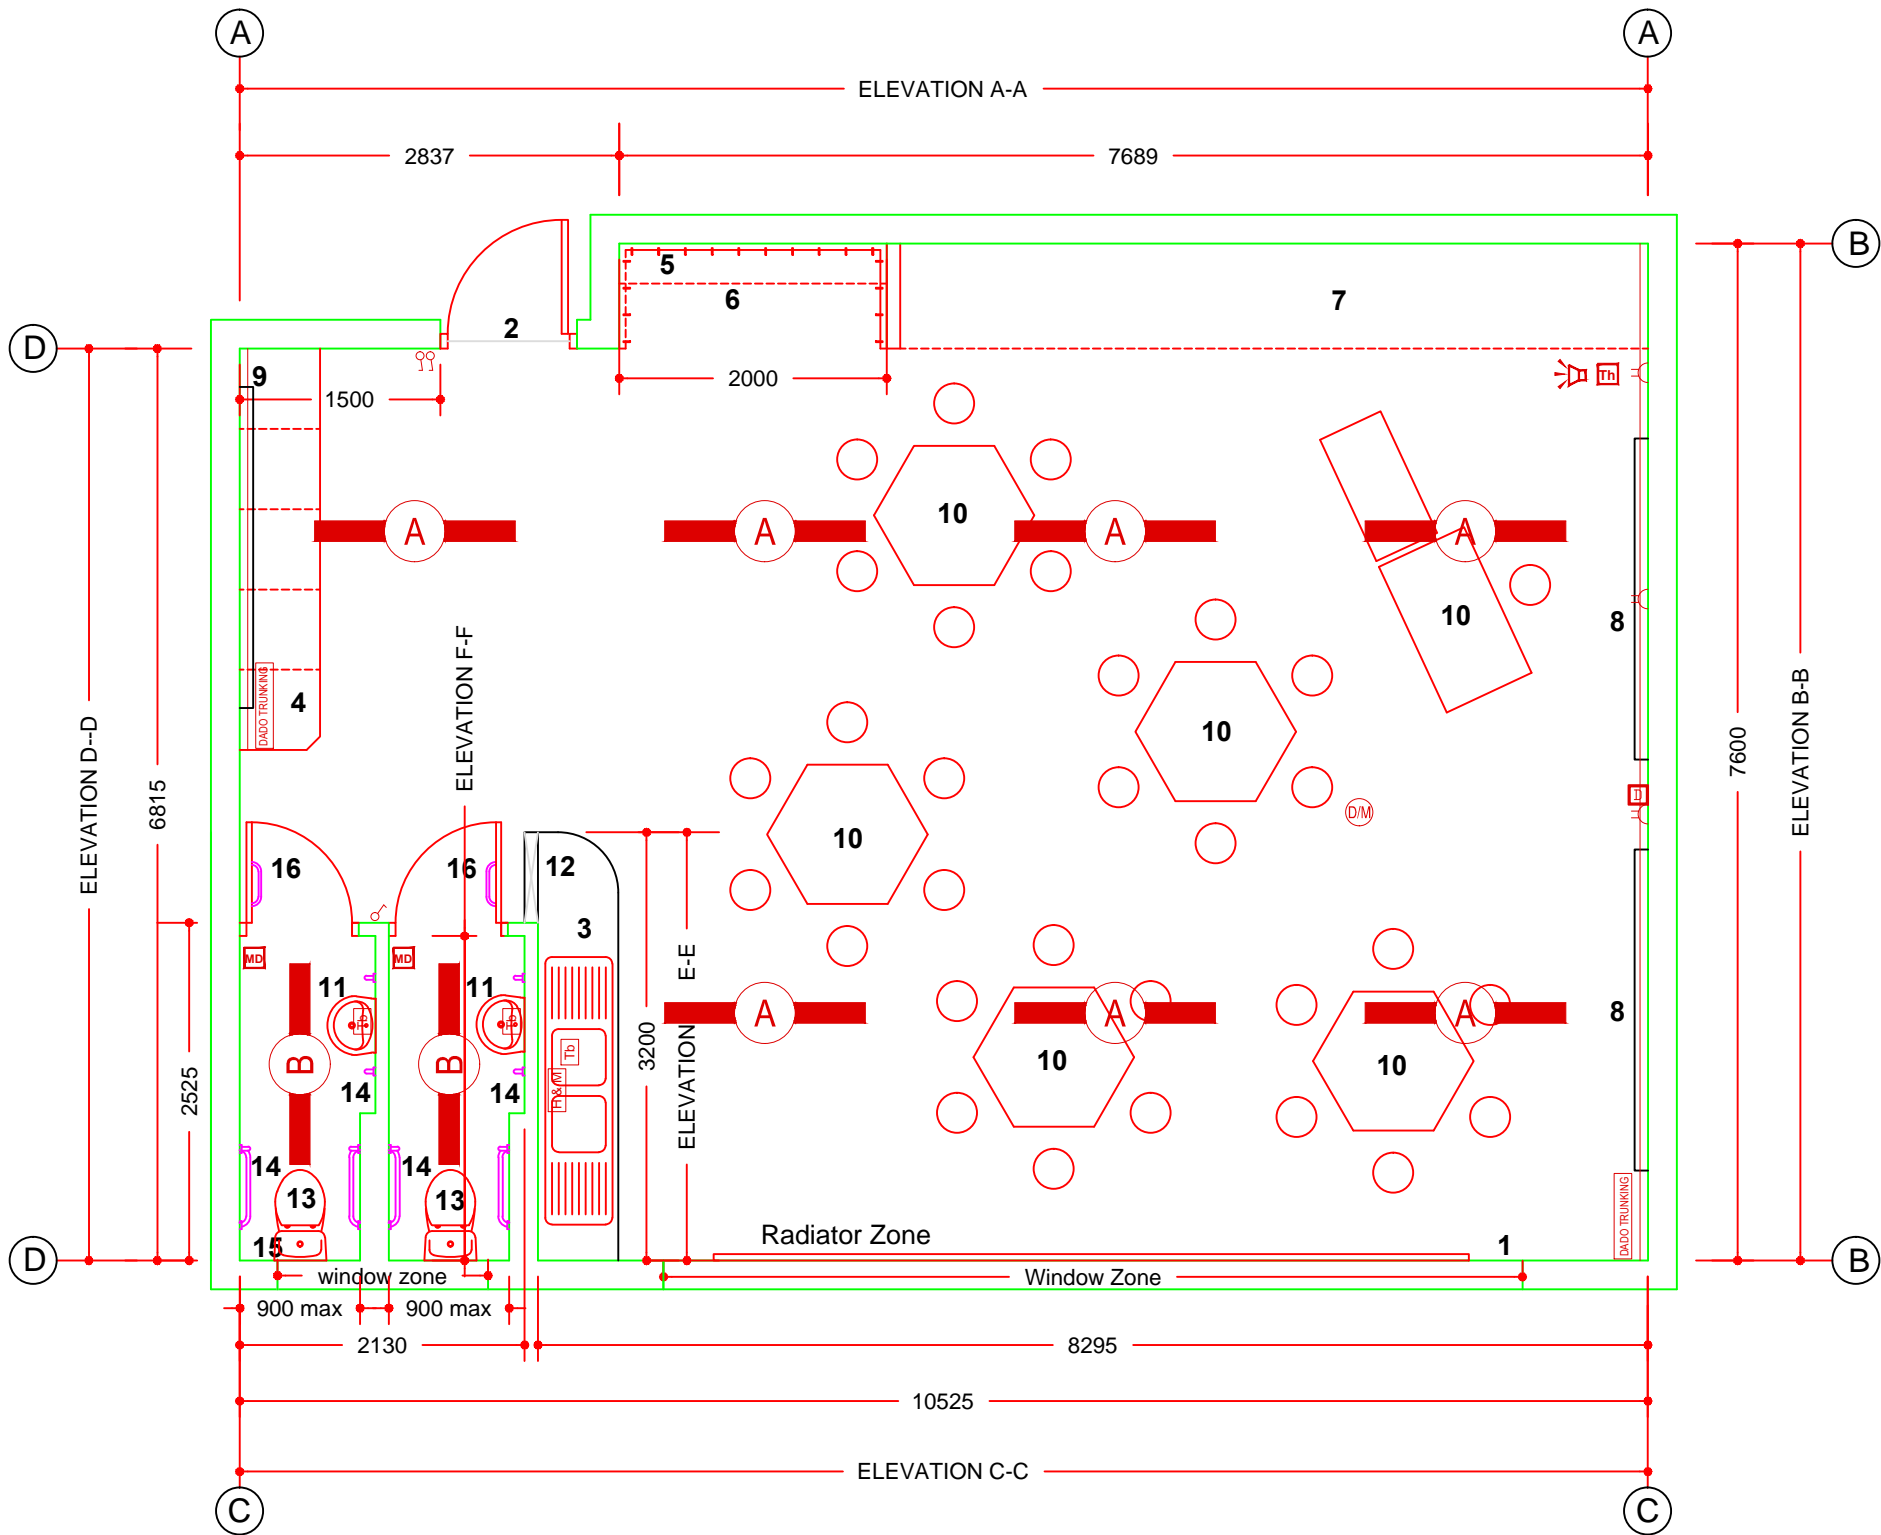 A A
ELEVATION A-A
2837 7689
B
5
6 7
2
D
9
Th
2000
1500
10
A A A A
10
8
ELEVATION F-F
4
DADO TRUNKING
10
ELEVATION D--D
6815
7600
ELEVATION B-B
D
D/M
10
16 16 12
3
MD MD
11 11
Tb Tb
A A A
8
E-E
ELEVATION
3200
2525
Tb
H & M
B B
10 10
14 14
14 14
13 13
DADO TRUNKING
Radiator Zone
1
15
D B
window zone
Window Zone
900 max 900 max
2130 8295
10525
ELEVATION C-C
C C